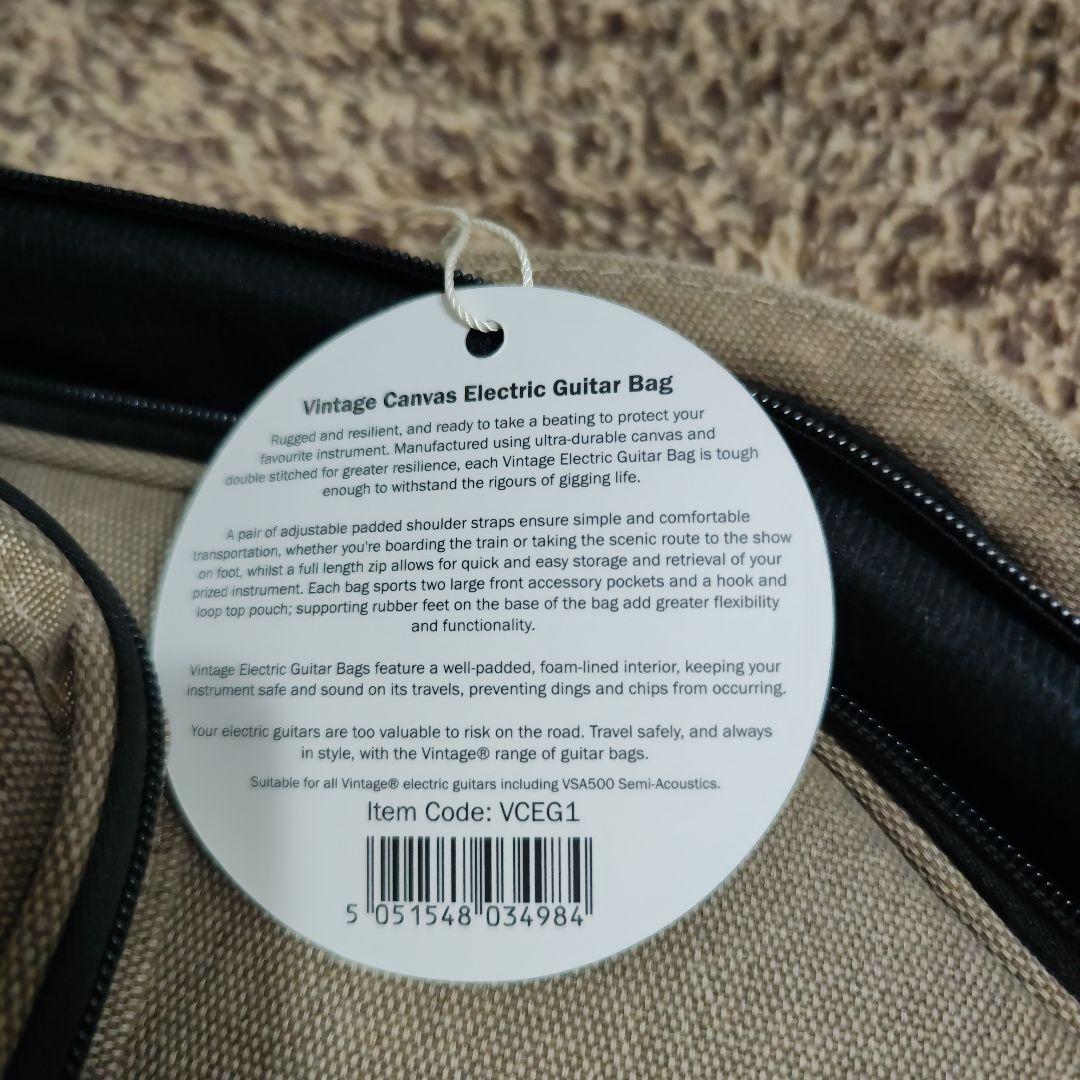 Vintage Canvas Electric Guitar Bag
Rugged and resilient, and ready to take a beating to protect your
favourite instrument. Manufactured using ultra-durable canvas and
double stitched for greater resilience, each Vintage Electric Guitar Bag is tough
enough to withstand the rigours of gigging life.
A pair of adjustable padded shoulder straps ensure simple and comfortable
transportation, whether you're boarding the train or taking the scenic route to the show
on foot, whilst a full length zip allows for quick and easy storage and retrieval of your
prized instrument. Each bag sports two large front accessory pockets and a hook and
loop top pouch; supporting rubber feet on the base of the bag add greater flexibility
and functionality.
Vintage Electric Guitar Bags feature a well-padded, foam-lined interior, keeping your
instrument safe and sound on its travels, preventing dings and chips from occurring.
Your electric guitars are too valuable to risk on the road. Travel safely, and always
in style, with the Vintage® range of guitar bags.
Suitable for all Vintage® electric guitars including VSA500 Semi-Acoustics.
Item Code: VCEG1
5 051548 034984